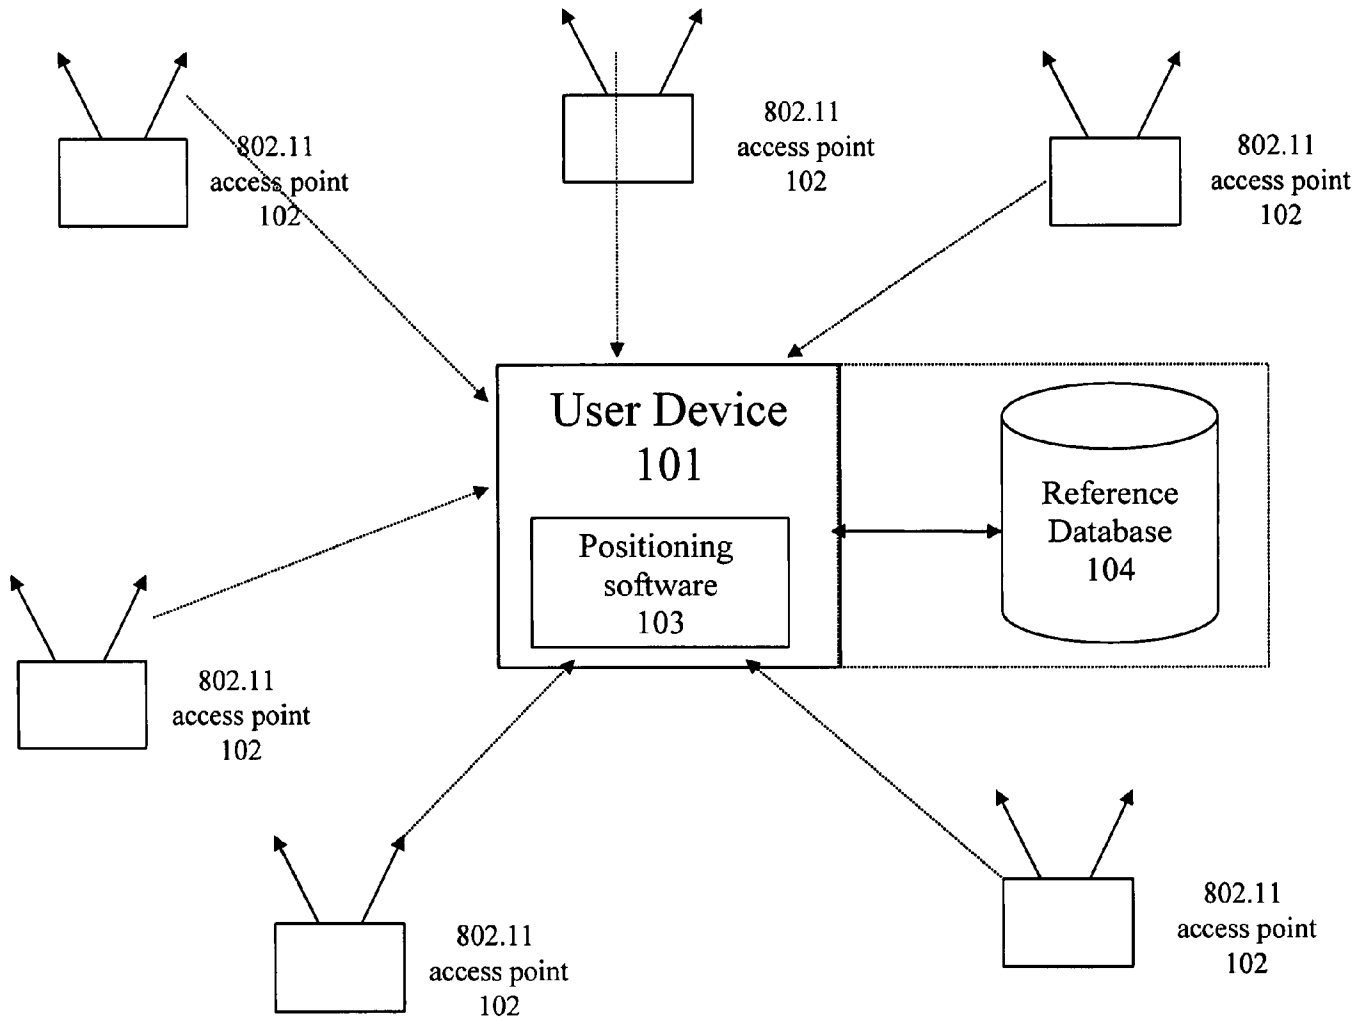 802.11
access point
102
802.11
access point
102
802.11
access point
102
User Device
101
Positioning
software
103
Reference
Database
104
802.11
access point
102
802.11
access point
102
802.11
access point
102